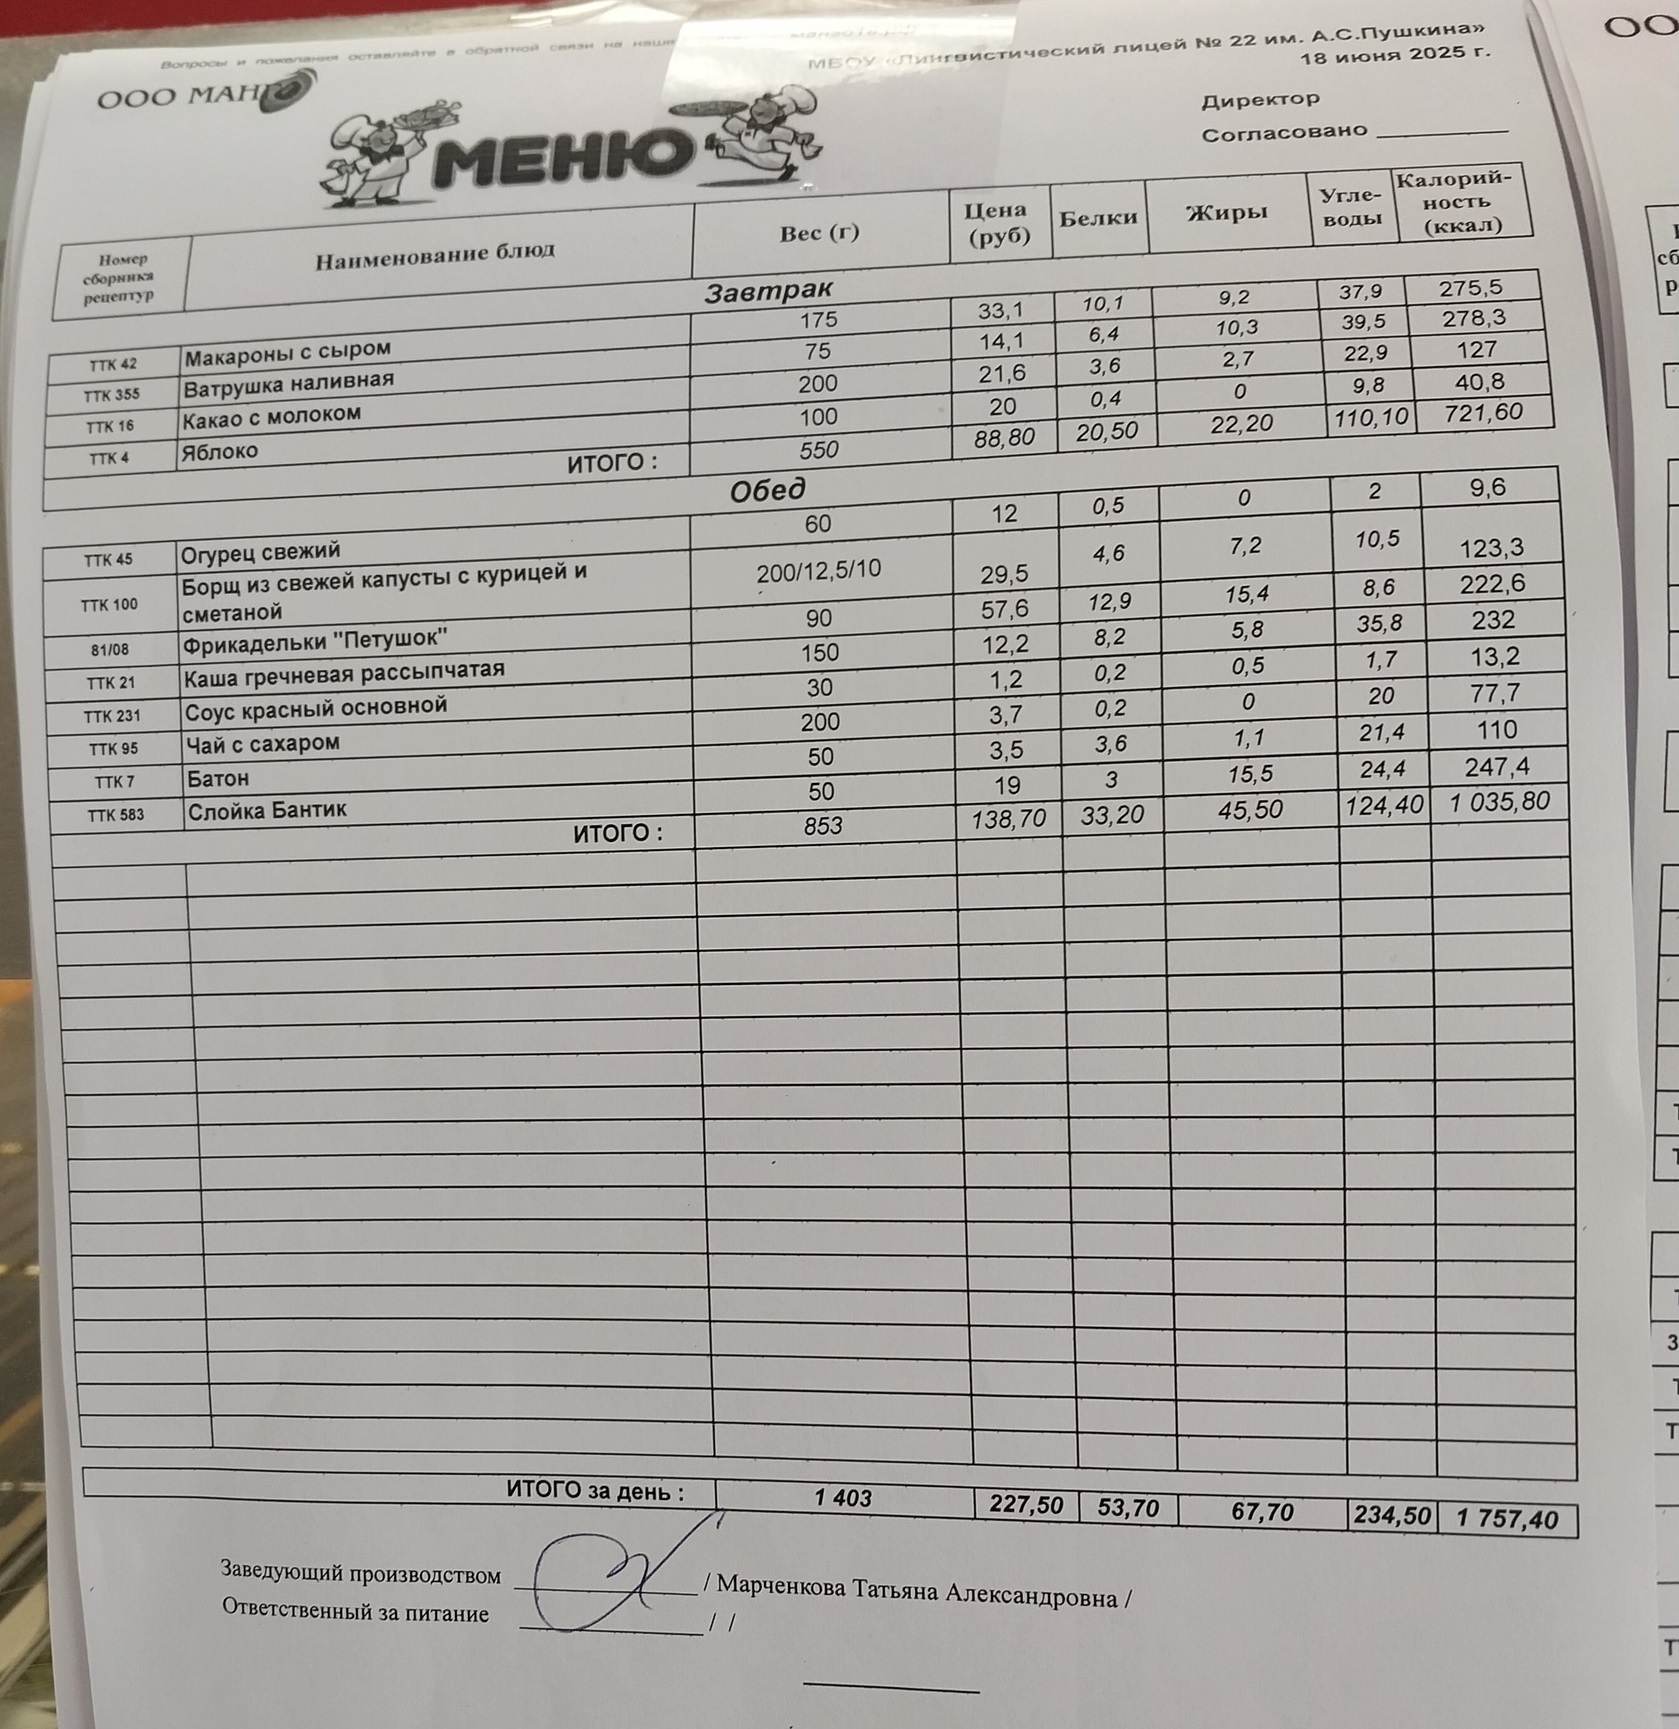 Вопросы и пожелания оставляйте в обратной связи на наше
МБОУ «Лингвистический лицей № 22 им. А.С.Пушкина»
18 июня 2025 г.
ООО МАНГО
Директор
Согласовано
МЕНЮ
Номер сборника рецептур Наименование блюд Вес (г) Цена (руб) Белки Жиры Угле-воды Калорий-ность (ккал)
Завтрак
ТТК 42 Макароны с сыром 175 33,1 10,1 9,2 37,9 275,5
ТТК 355 Ватрушка наливная 75 14,1 6,4 10,3 39,5 278,3
ТТК 16 Какао с молоком 200 21,6 3,6 2,7 22,9 127
ТТК 4 Яблоко 100 20 0,4 0 9,8 40,8
ИТОГО : 550 88,80 20,50 22,20 110,10 721,60
Обед
ТТК 45 Огурец свежий 60 12 0,5 0 2 9,6
ТТК 100 Борщ из свежей капусты с курицей и сметаной 200/12,5/10 29,5 4,6 7,2 10,5 123,3
81/08 Фрикадельки "Петушок" 90 57,6 12,9 15,4 8,6 222,6
ТТК 21 Каша гречневая рассыпчатая 150 12,2 8,2 5,8 35,8 232
ТТК 231 Соус красный основной 30 1,2 0,2 0,5 1,7 13,2
ТТК 95 Чай с сахаром 200 3,7 0,2 0 20 77,7
ТТК 7 Батон 50 3,5 3,6 1,1 21,4 110
ТТК 583 Слойка Бантик 50 19 3 15,5 24,4 247,4
ИТОГО : 853 138,70 33,20 45,50 124,40 1 035,80
ИТОГО за день : 1 403 227,50 53,70 67,70 234,50 1 757,40
Заведующий производством / Марченкова Татьяна Александровна /
Ответственный за питание / /